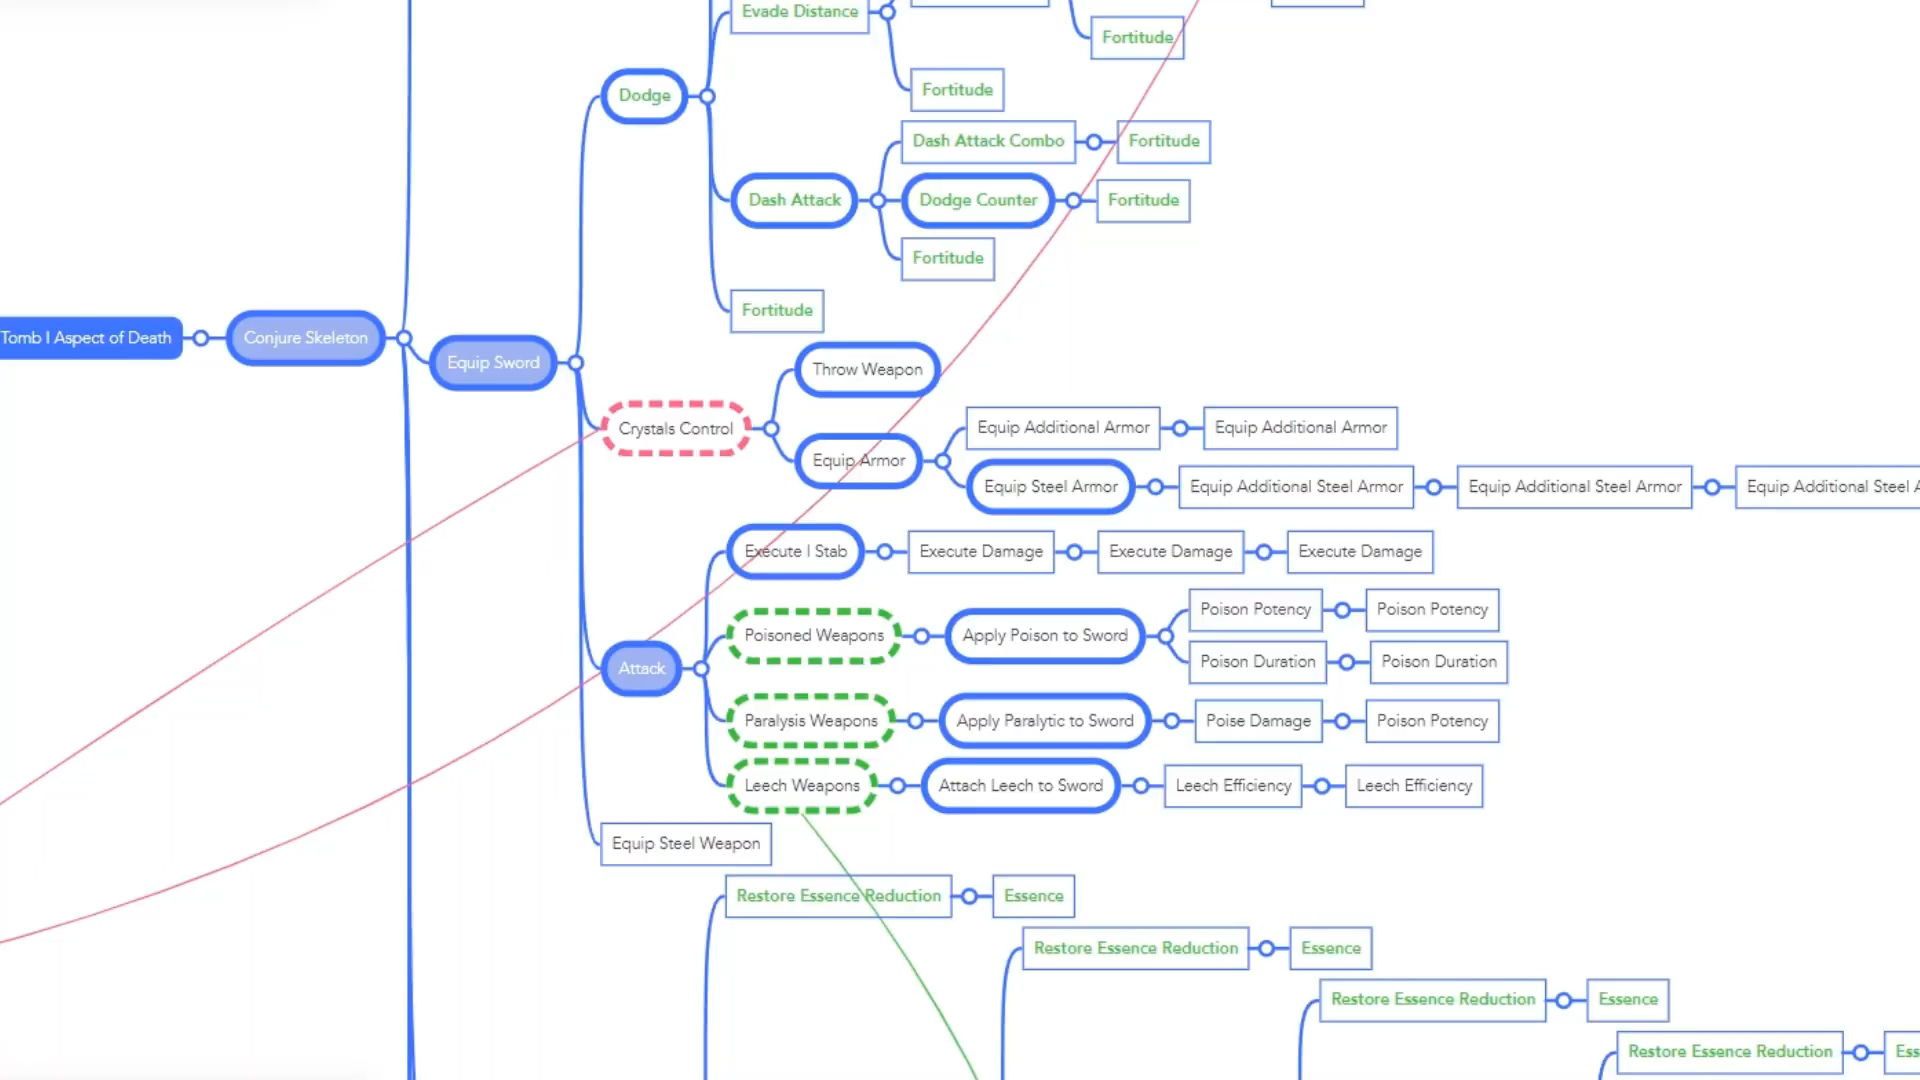 Evade Distance
Fortitude
Dodge
Fortitude
Dash Attack Combo
Fortitude
Dash Attack
Dodge Counter
Fortitude
Fortitude
Fortitude
Tomb | Aspect of Death
Conjure Skeleton
Equip Sword
Throw Weapon
Crystals Control
Equip Additional Armor
Equip Additional Armor
Equip Armor
Equip Steel Armor
Equip Additional Steel Armor
Equip Additional Steel Armor
Equip Additional Steel A
Execute | Stab
Execute Damage
Execute Damage
Execute Damage
Poisoned Weapons
Apply Poison to Sword
Poison Potency
Poison Potency
Poison Duration
Poison Duration
Attack
Paralysis Weapons
Apply Paralytic to Sword
Poise Damage
Poison Potency
Leech Weapons
Attach Leech to Sword
Leech Efficiency
Leech Efficiency
Equip Steel Weapon
Restore Essence Reduction
Essence
Restore Essence Reduction
Essence
Restore Essence Reduction
Essence
Restore Essence Reduction
Ess